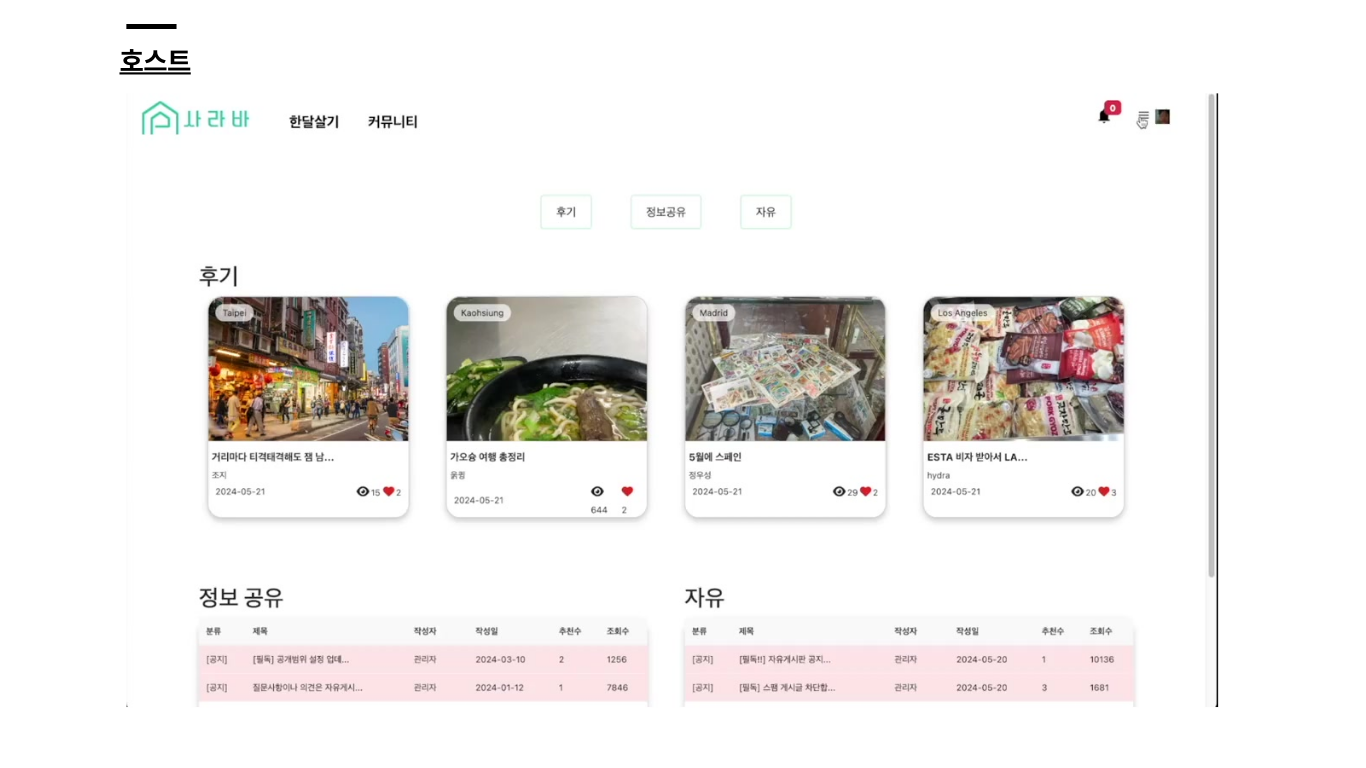 호스트
사라바 한달살기 커뮤니티 0
후기 정보공유 자유
후기
Taipei Kaohsiung Madrid Los Angeles
거리마다 티격태격해도 잼 남... 가오슝 여행 총정리 5월에 스페인 ESTA 비자 받아서 LA...
조지 정우성 hydra
2024-05-21 15 2 2024-05-21 644 2 2024-05-21 29 2 2024-05-21 20 3
정보 공유 자유
분류 제목 작성자 작성일 추천수 조회수 분류 제목 작성자 작성일 추천수 조회수
[공지] [필독] 공개범위 설정 업데... 관리자 2024-03-10 2 1256 [공지] [필독!!] 자유게시판 공지... 관리자 2024-05-20 1 10136
[공지] 질문사항이나 의견은 자유게시... 관리자 2024-01-12 1 7846 [공지] [필독] 스팸 게시글 차단합... 관리자 2024-05-20 3 1681